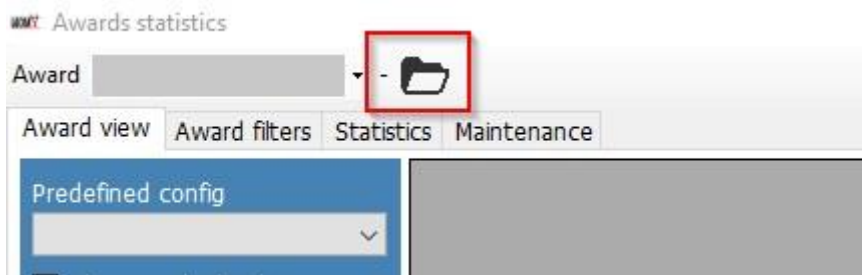 Awards statistics
Award
-
Award view Award filters Statistics Maintenance
Predefined config